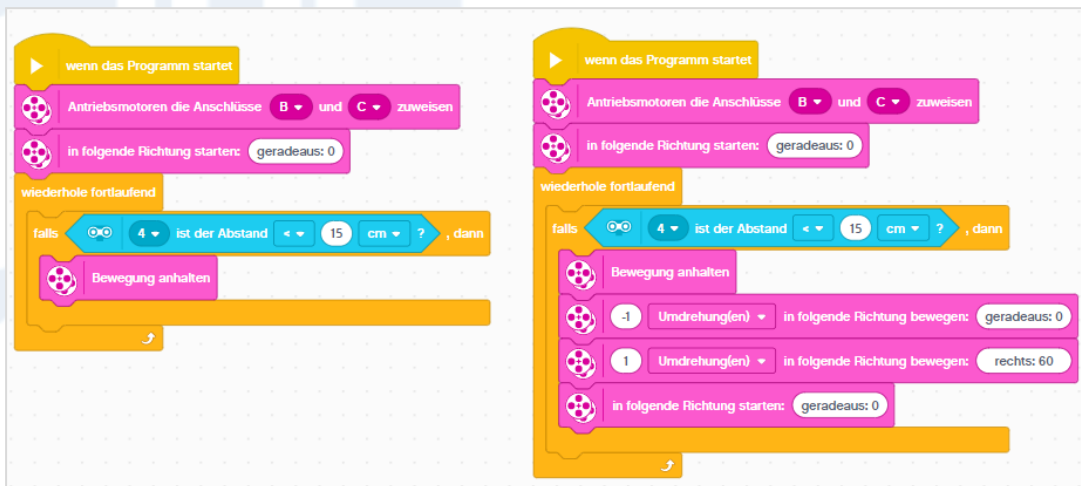 wenn das Programm startet
Antriebsmotoren die Anschlüsse B und C zuweisen
in folgende Richtung starten: geradeaus: 0
wiederhole fortlaufend
falls 4 ist der Abstand < 15 cm ? , dann
Bewegung anhalten
wenn das Programm startet
Antriebsmotoren die Anschlüsse B und C zuweisen
in folgende Richtung starten: geradeaus: 0
wiederhole fortlaufend
falls 4 ist der Abstand < 15 cm ? , dann
Bewegung anhalten
-1 Umdrehung(en) in folgende Richtung bewegen: geradeaus: 0
1 Umdrehung(en) in folgende Richtung bewegen: rechts: 60
in folgende Richtung starten: geradeaus: 0